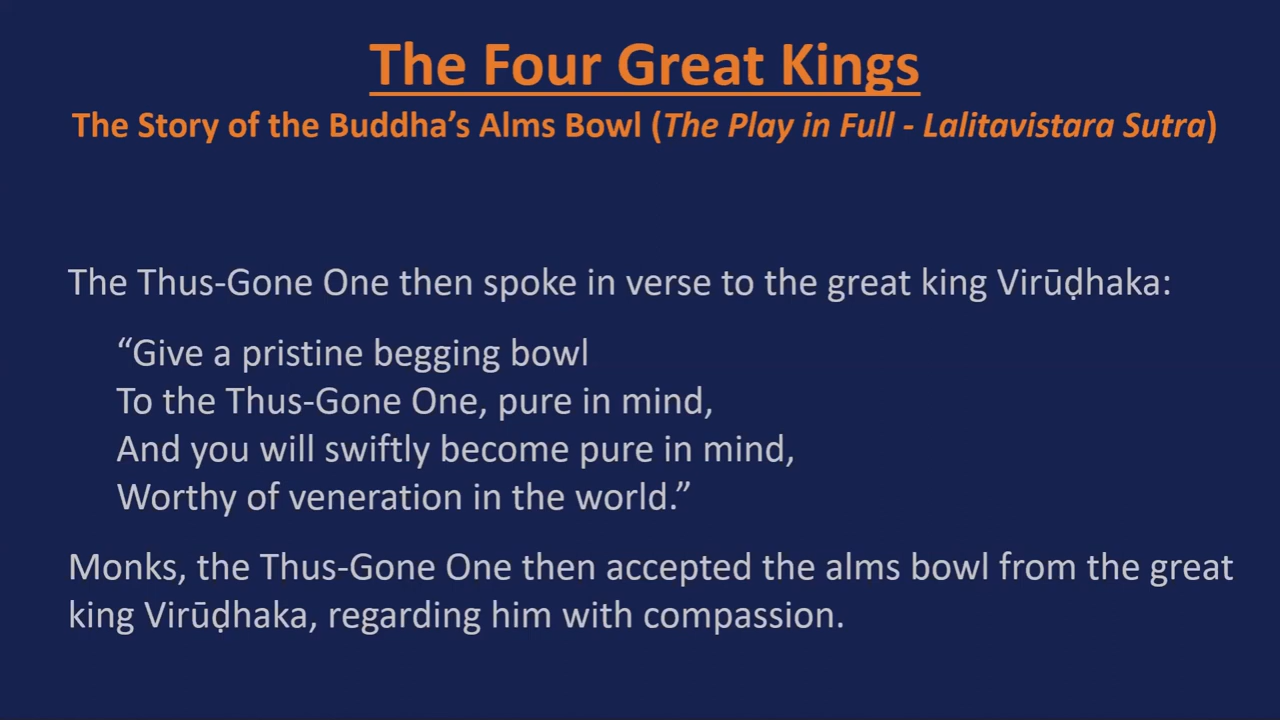 The Four Great Kings
The Story of the Buddha’s Alms Bowl (The Play in Full - Lalitavistara Sutra)
The Thus-Gone One then spoke in verse to the great king Virūḍhaka:
“Give a pristine begging bowl
To the Thus-Gone One, pure in mind,
And you will swiftly become pure in mind,
Worthy of veneration in the world.”
Monks, the Thus-Gone One then accepted the alms bowl from the great
king Virūḍhaka, regarding him with compassion.